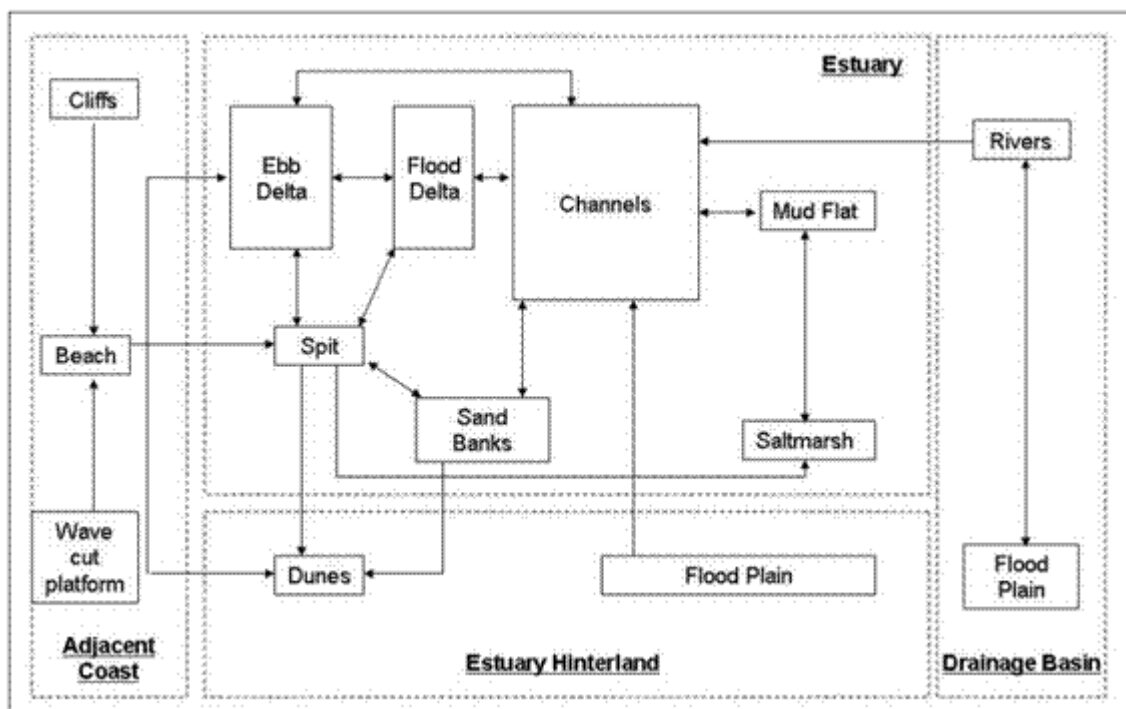 Estuary
Cliffs
Ebb
Delta
Flood
Delta
Channels
Rivers
Mud Flat
Beach
Spit
Sand
Banks
Saltmarsh
Wave
cut
platform
Dunes
Flood Plain
Flood
Plain
Adjacent
Coast
Estuary Hinterland
Drainage Basin